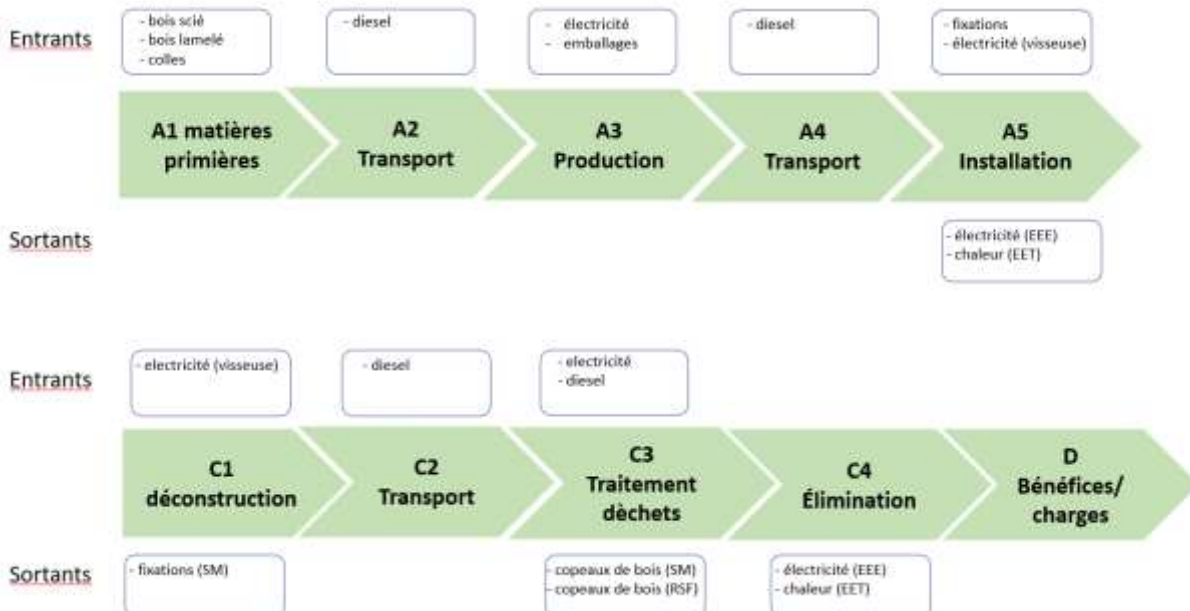 Entrants
- bois scié
- bois lamelé
- colles
- diesel
- électricité
- emballages
- diesel
- fixations
- électricité (visseuse)
A1 matières
primières
A2
Transport
A3
Production
A4
Transport
A5
Installation
Sortants
- électricité (EEE)
- chaleur (EET)
Entrants
- electricité (visseuse)
- diesel
- electricité
- diesel
C1
déconstruction
C2
Transport
C3
Traitement
dèchets
C4
Élimination
D
Bénéfices/
charges
Sortants
- fixations (SM)
- copeaux de bois (SM)
- copeaux de bois (RSF)
- électricité (EEE)
- chaleur (EET)